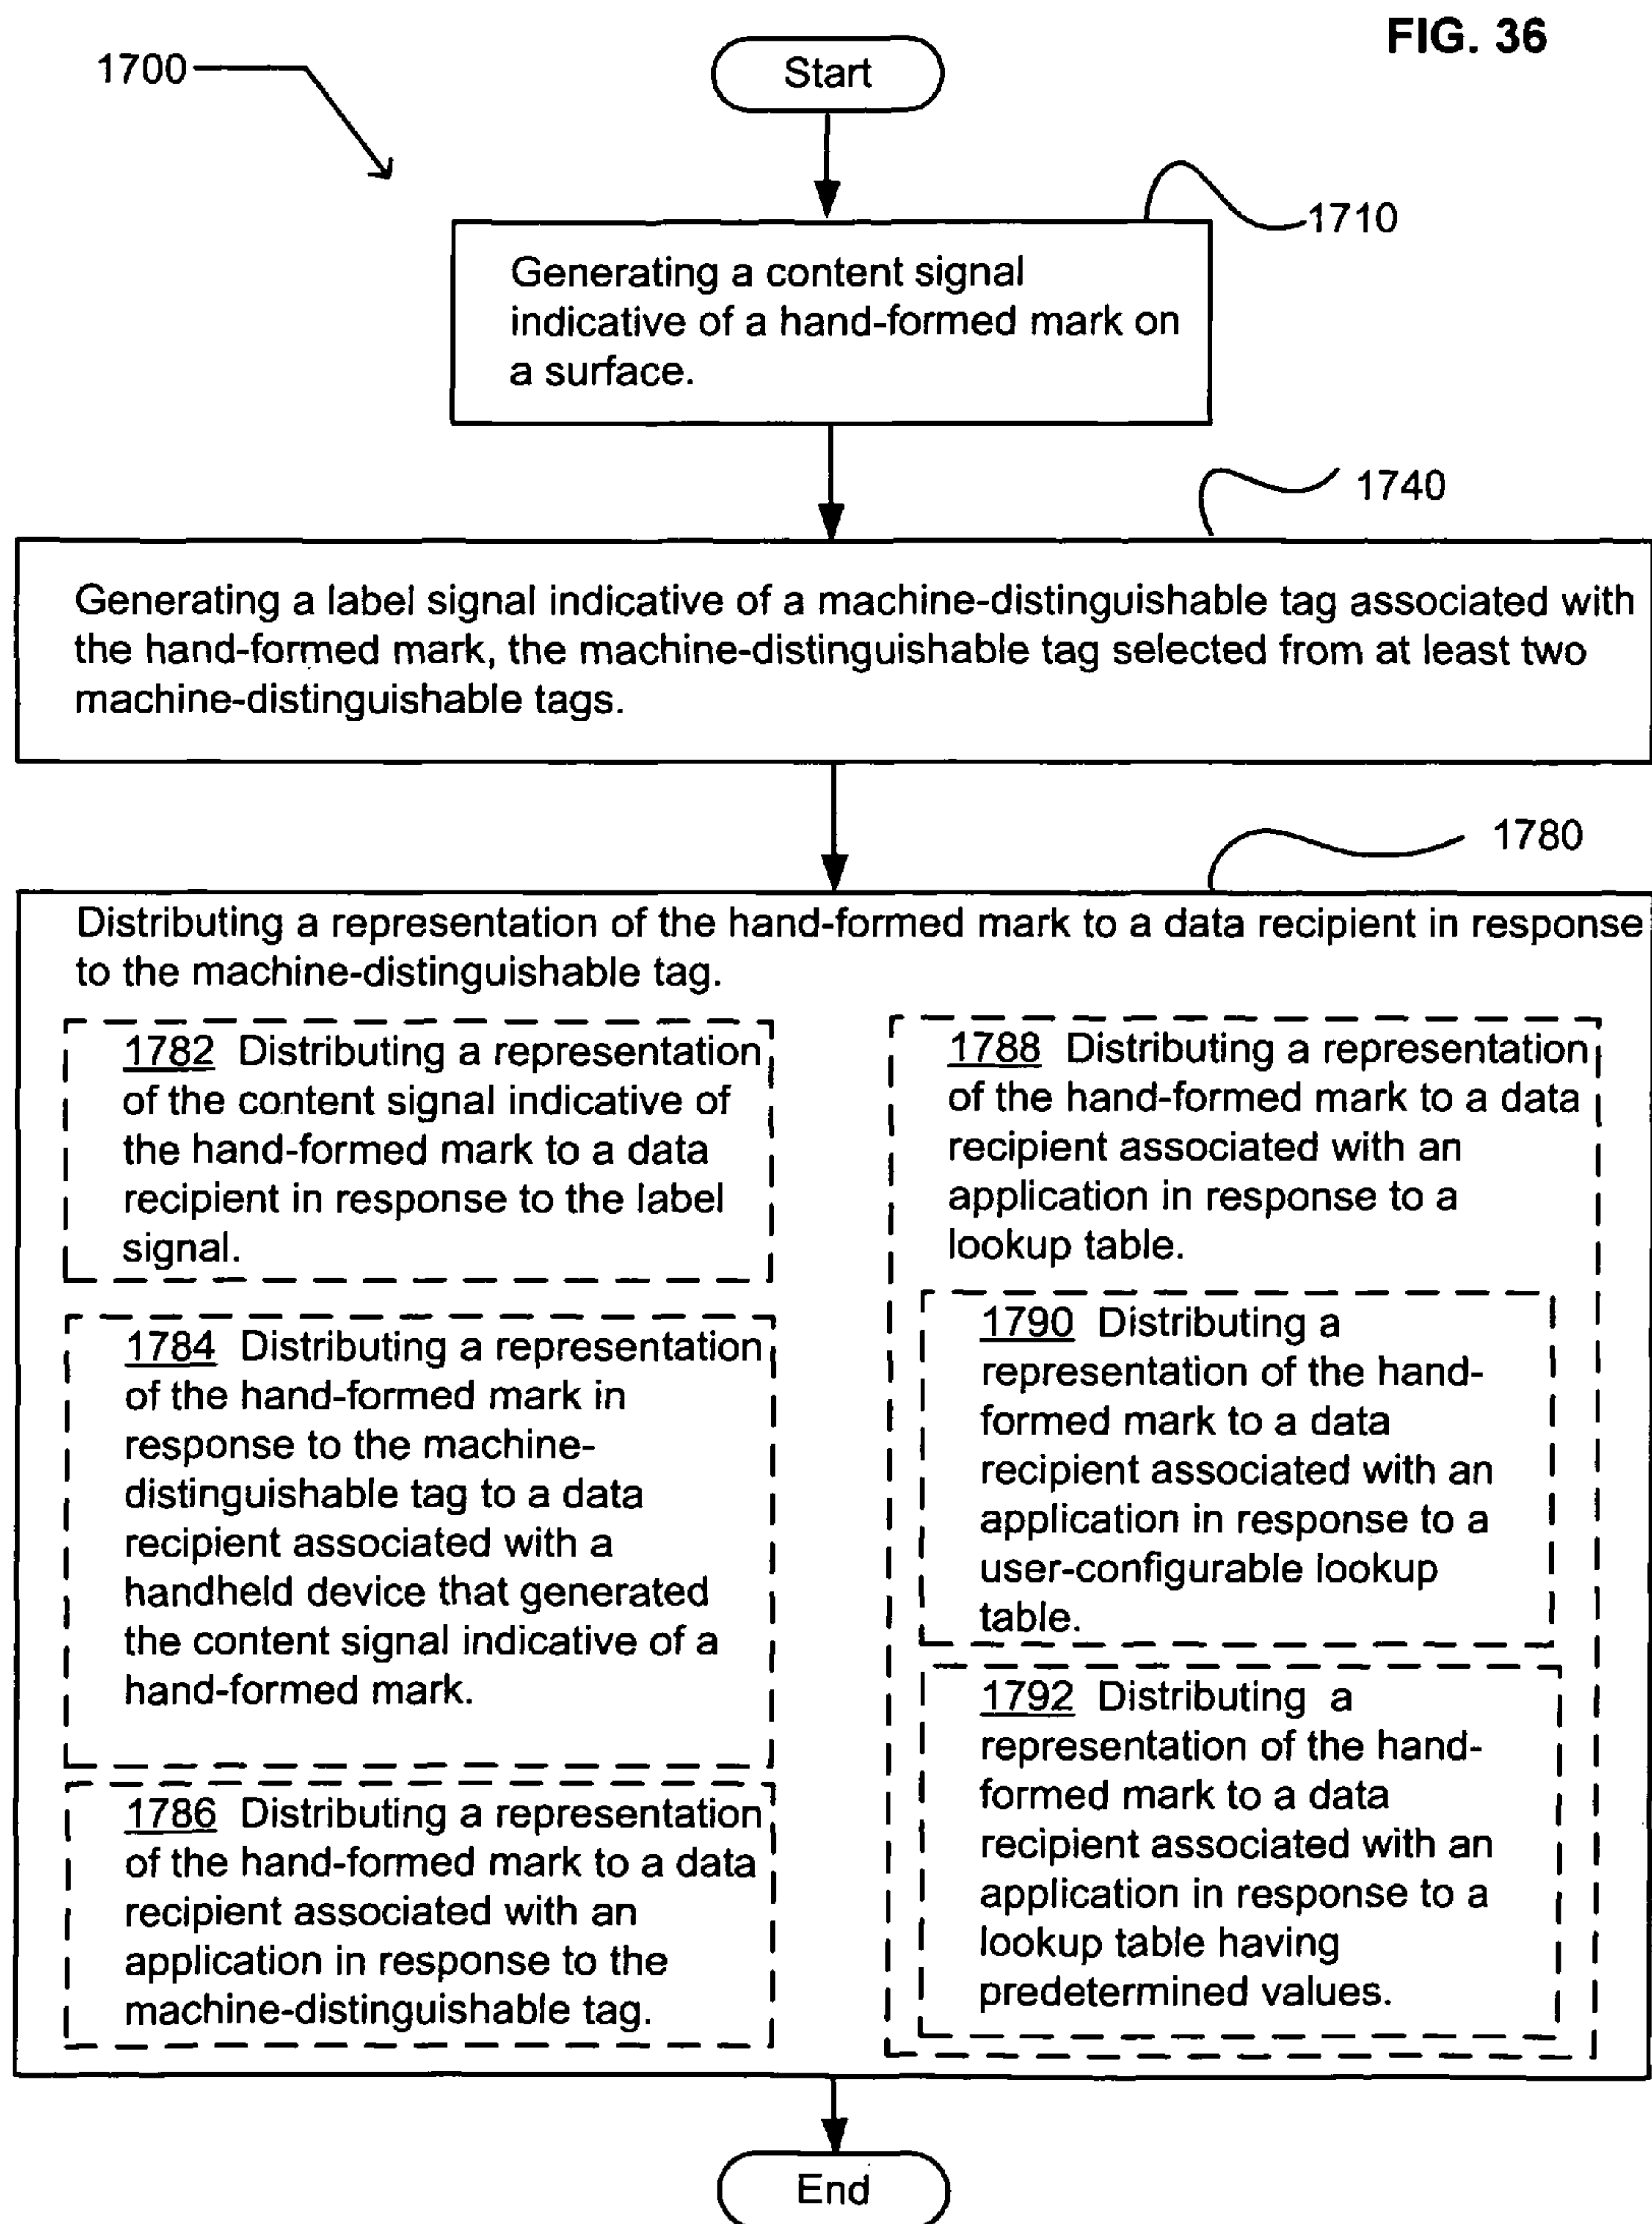 FIG. 36
1700
Start
1710
Generating a content signal
indicative of a hand-formed mark on
a surface.
1740
Generating a label signal indicative of a machine-distinguishable tag associated with
the hand-formed mark, the machine-distinguishable tag selected from at least two
machine-distinguishable tags.
1780
Distributing a representation of the hand-formed mark to a data recipient in response
to the machine-distinguishable tag.
1782 Distributing a representation
of the content signal indicative of
the hand-formed mark to a data
recipient in response to the label
signal.
1784 Distributing a representation
of the hand-formed mark in
response to the machine-
distinguishable tag to a data
recipient associated with a
handheld device that generated
the content signal indicative of a
hand-formed mark.
1786 Distributing a representation
of the hand-formed mark to a data
recipient associated with an
application in response to the
machine-distinguishable tag.
1788 Distributing a representation
of the hand-formed mark to a data
recipient associated with an
application in response to a
lookup table.
1790 Distributing a
representation of the hand-
formed mark to a data
recipient associated with an
application in response to a
user-configurable lookup
table.
1792 Distributing a
representation of the hand-
formed mark to a data
recipient associated with an
application in response to a
lookup table having
predetermined values.
End